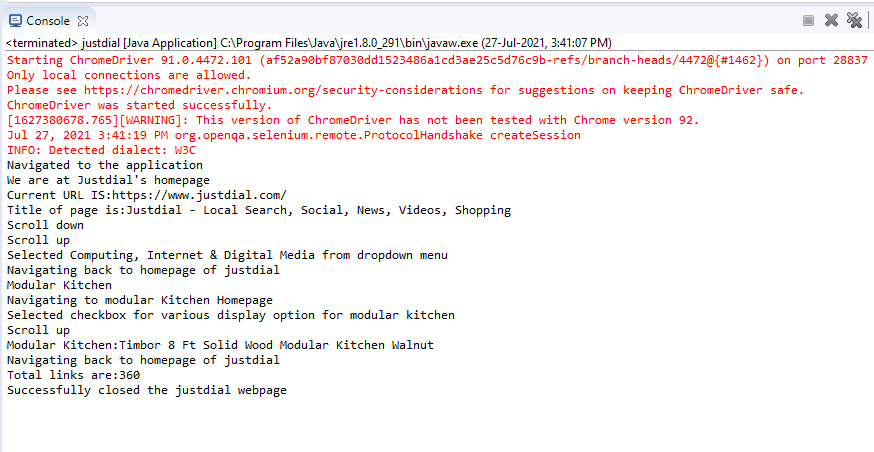 Console
<terminated> justdial [Java Application] C:\Program Files\Java\jre1.8.0_291\bin\javaw.exe (27-Jul-2021, 3:41:07 PM)
Starting ChromeDriver 91.0.4472.101 (af52a90bf87030dd1523486a1cd3ae25c5d76c9b-refs/branch-heads/4472@{#1462}) on port 28837
Only local connections are allowed.
Please see https://chromedriver.chromium.org/security-considerations for suggestions on keeping ChromeDriver safe.
ChromeDriver was started successfully.
[1627380678.765][WARNING]: This version of ChromeDriver has not been tested with Chrome version 92.
Jul 27, 2021 3:41:19 PM org.openqa.selenium.remote.ProtocolHandshake createSession
INFO: Detected dialect: W3C
Navigated to the application
We are at Justdial's homepage
Current URL IS:https://www.justdial.com/
Title of page is:Justdial - Local Search, Social, News, Videos, Shopping
Scroll down
Scroll up
Selected Computing, Internet & Digital Media from dropdown menu
Navigating back to homepage of justdial
Modular Kitchen
Navigating to modular Kitchen Homepage
Selected checkbox for various display option for modular kitchen
Scroll up
Modular Kitchen:Timbor 8 Ft Solid Wood Modular Kitchen Walnut
Navigating back to homepage of justdial
Total links are:360
Successfully closed the justdial webpage